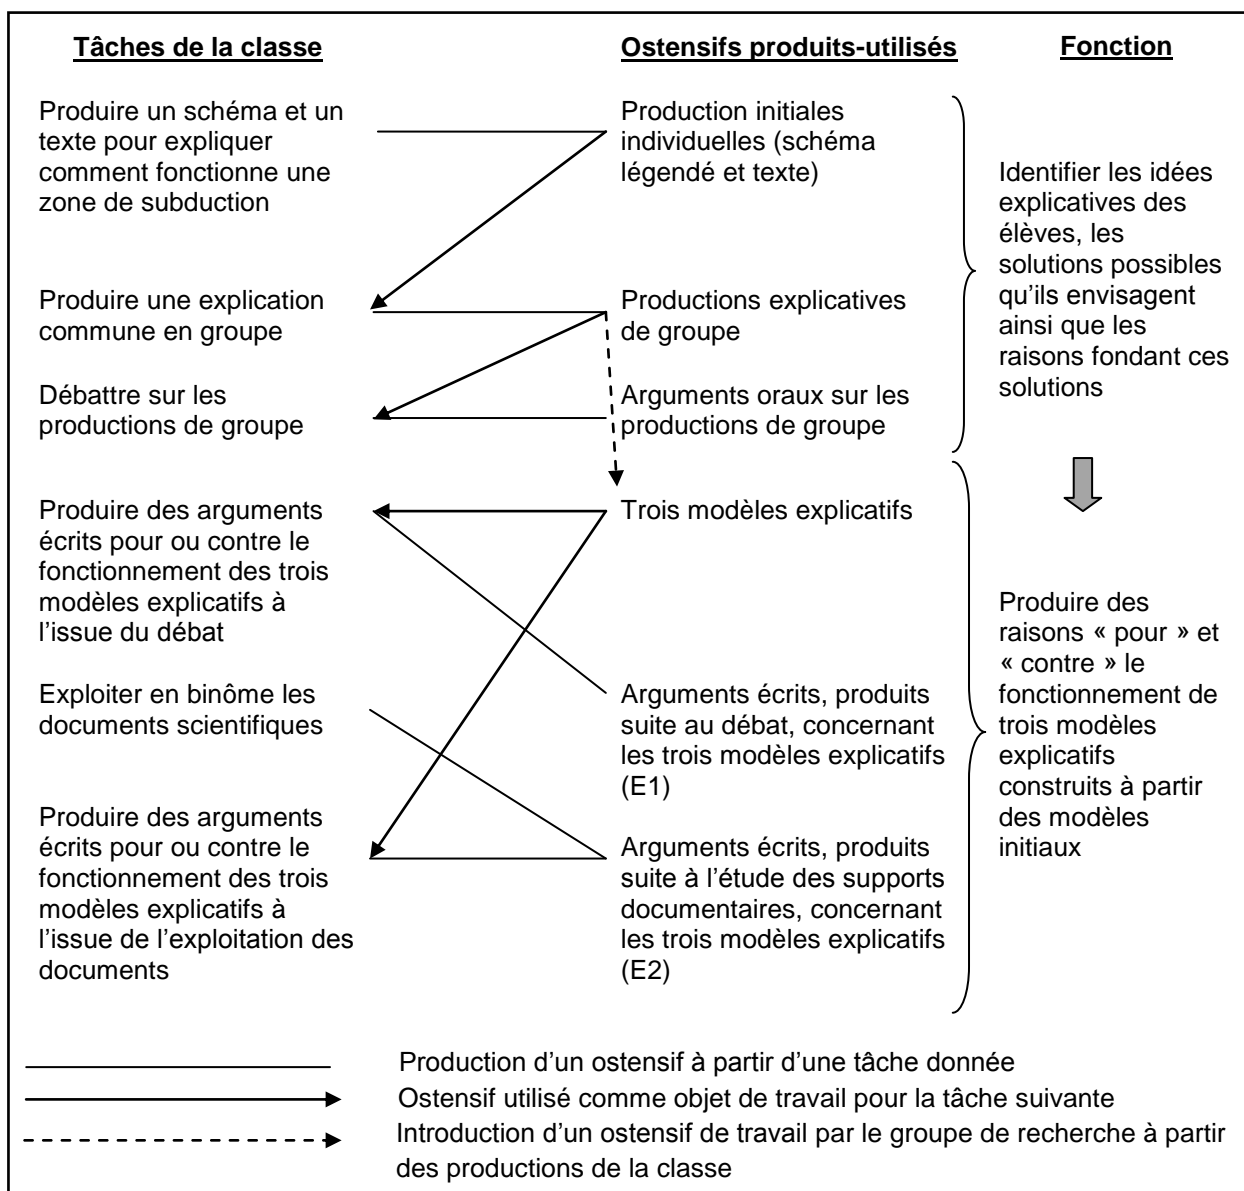 Tâches de la classe
Ostensifs produits-utilisés
Fonction
Produire un schéma et un
texte pour expliquer
comment fonctionne une
zone de subduction
Production initiales
individuelles (schéma
légendé et texte)
Identifier les idées
explicatives des
élèves, les
solutions possibles
qu’ils envisagent
ainsi que les
raisons fondant ces
solutions
Produire une explication
commune en groupe
Productions explicatives
de groupe
Débattre sur les
productions de groupe
Arguments oraux sur les
productions de groupe
Produire des arguments
écrits pour ou contre le
fonctionnement des trois
modèles explicatifs à
l’issue du débat
Trois modèles explicatifs
Produire des
raisons « pour » et
« contre » le
fonctionnement de
trois modèles
explicatifs
construits à partir
des modèles
initiaux
Exploiter en binôme les
documents scientifiques
Arguments écrits, produits
suite au débat, concernant
les trois modèles explicatifs
(E1)
Produire des arguments
écrits pour ou contre le
fonctionnement des trois
modèles explicatifs à
l’issue de l’exploitation des
documents
Arguments écrits, produits
suite à l’étude des supports
documentaires, concernant
les trois modèles explicatifs
(E2)
Production d’un ostensif à partir d’une tâche donnée
Ostensif utilisé comme objet de travail pour la tâche suivante
Introduction d’un ostensif de travail par le groupe de recherche à partir
des productions de la classe